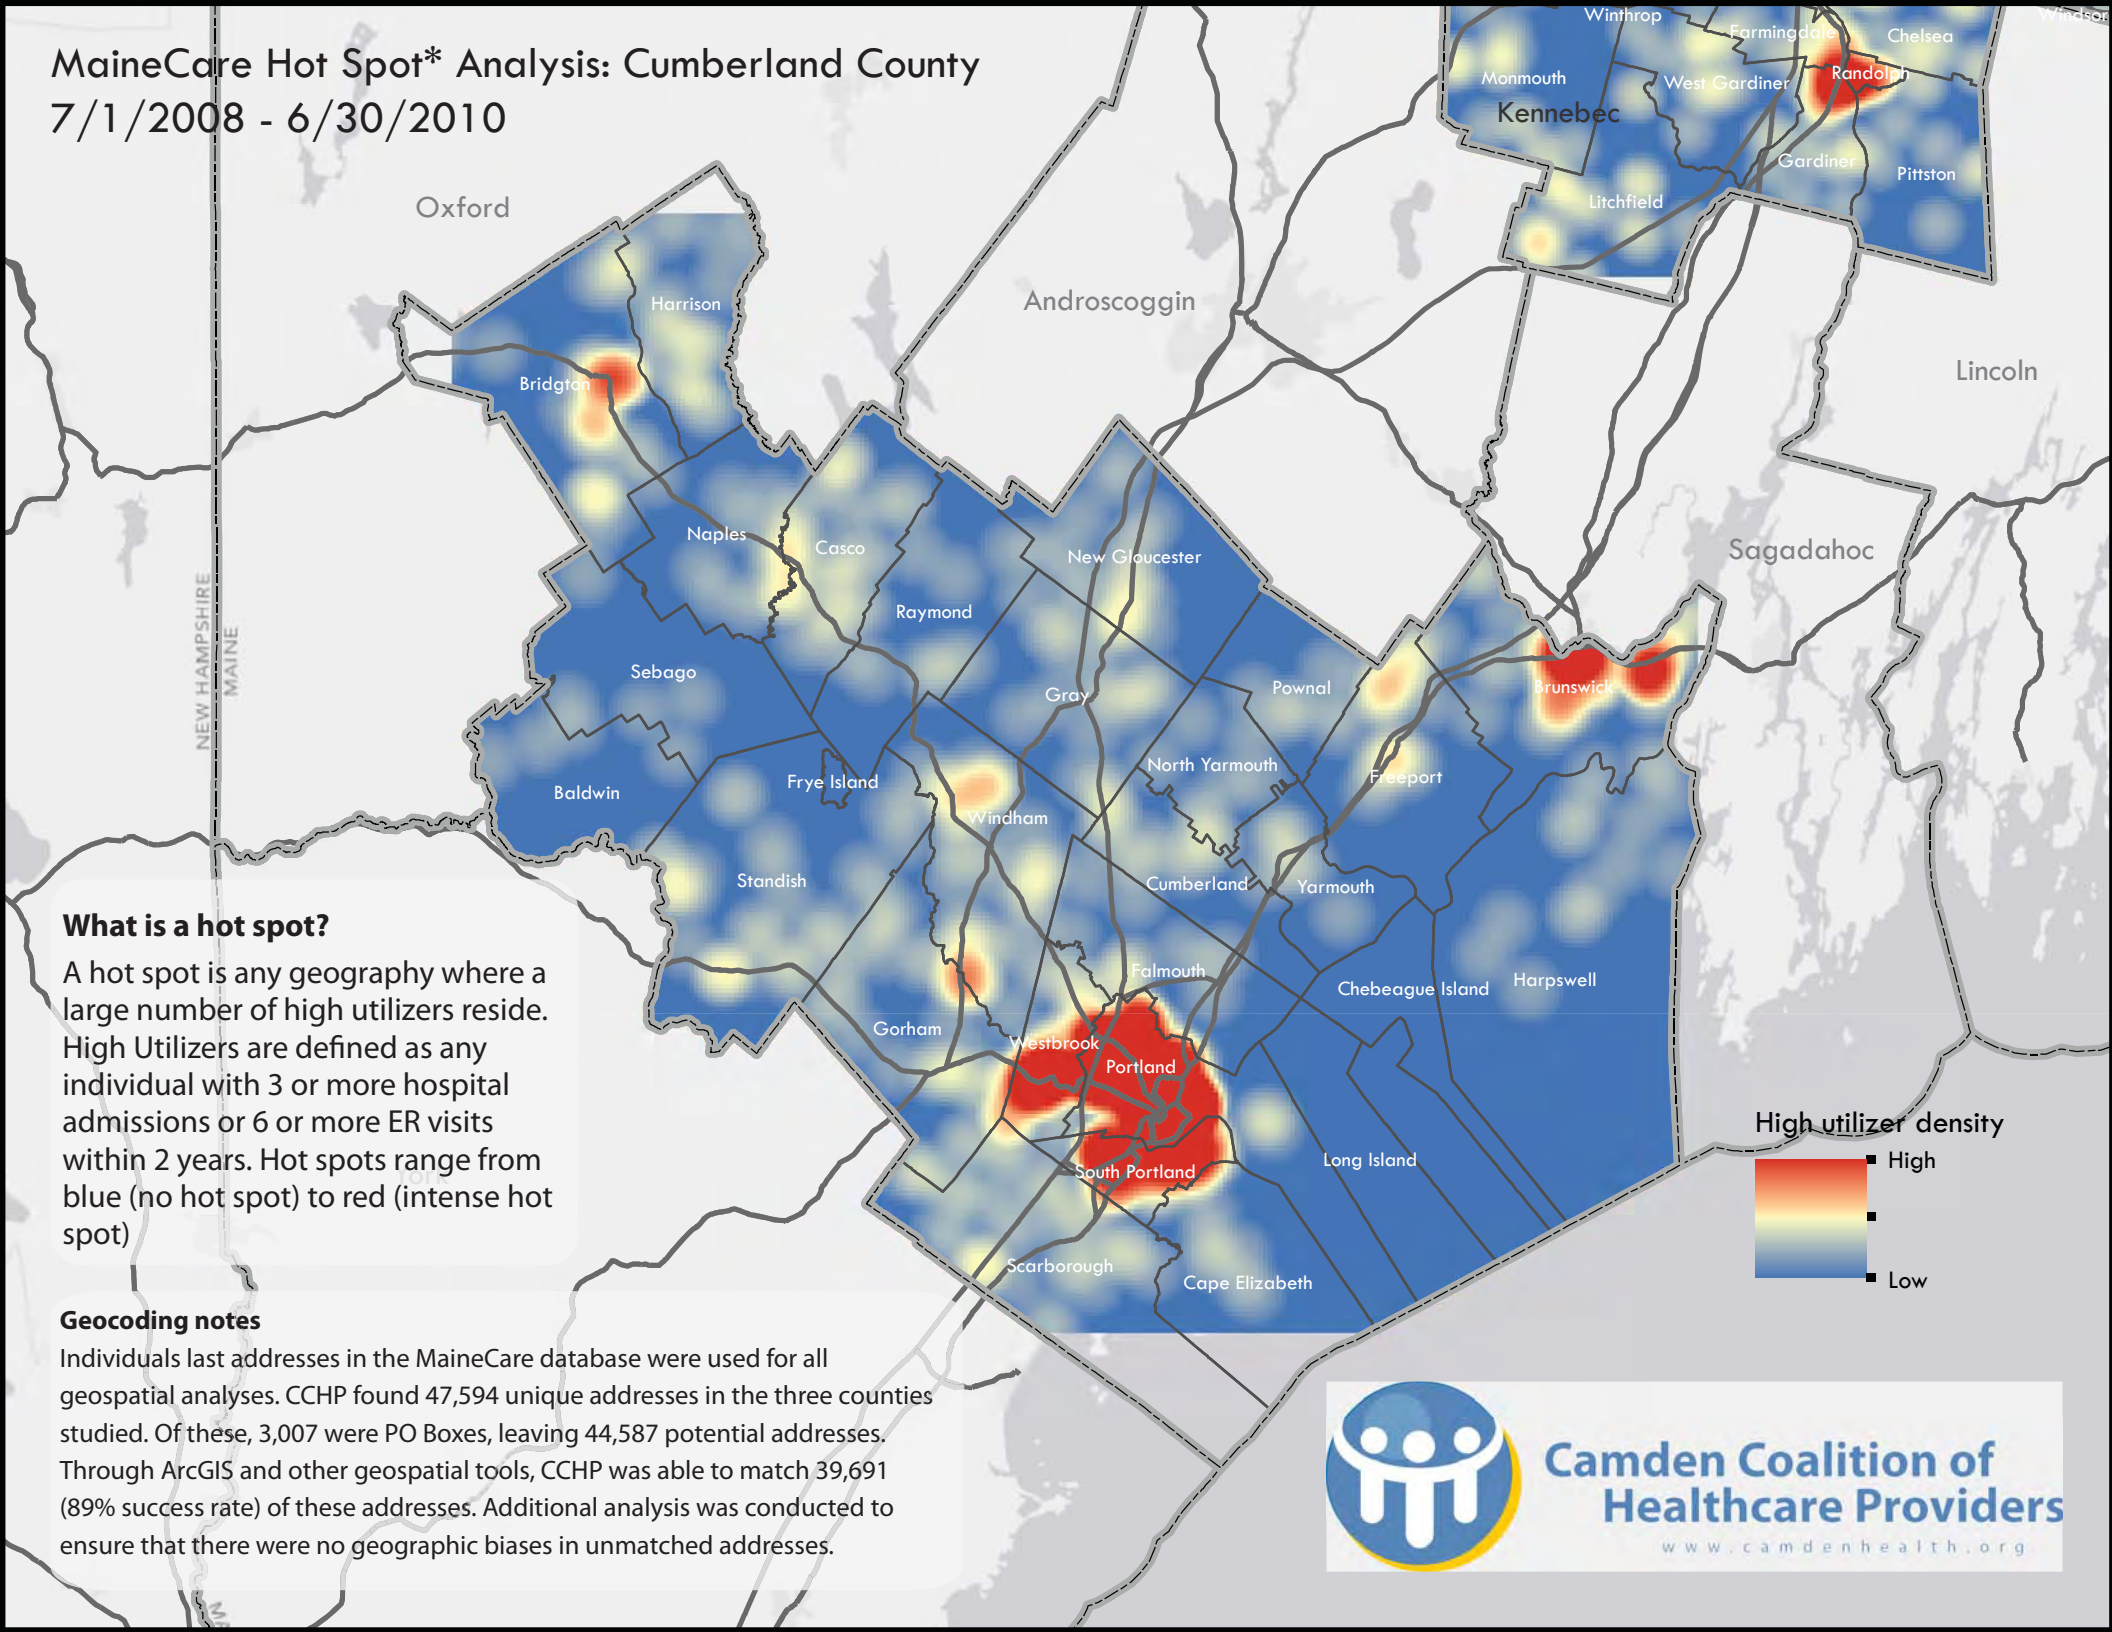 MaineCare Hot Spot* Analysis: Cumberland County
7/1/2008 - 6/30/2010
Winthrop
Farmingdale
Chelsea
Windsor
Monmouth
West Gardiner
Randolph
Kennebec
Gardiner
Pittston
Litchfield
Oxford
Androscoggin
Lincoln
Sagadahoc
Harrison
Bridgton
Naples
Casco
New Gloucester
Raymond
Sebago
Gray
Pownal
Brunswick
NEW HAMPSHIRE
MAINE
Baldwin
Frye Island
North Yarmouth
Freeport
Windham
Standish
Cumberland
Yarmouth
Falmouth
Chebeague Island
Harpswell
Gorham
Westbrook
Portland
South Portland
Long Island
Scarborough
Cape Elizabeth
York
What is a hot spot?
A hot spot is any geography where a
large number of high utilizers reside.
High Utilizers are defined as any
individual with 3 or more hospital
admissions or 6 or more ER visits
within 2 years. Hot spots range from
blue (no hot spot) to red (intense hot
spot)
High utilizer density
High
Low
Geocoding notes
Individuals last addresses in the MaineCare database were used for all
geospatial analyses. CCHP found 47,594 unique addresses in the three counties
studied. Of these, 3,007 were PO Boxes, leaving 44,587 potential addresses.
Through ArcGIS and other geospatial tools, CCHP was able to match 39,691
(89% success rate) of these addresses. Additional analysis was conducted to
ensure that there were no geographic biases in unmatched addresses.
Camden Coalition of
Healthcare Providers
www.camdenhealth.org